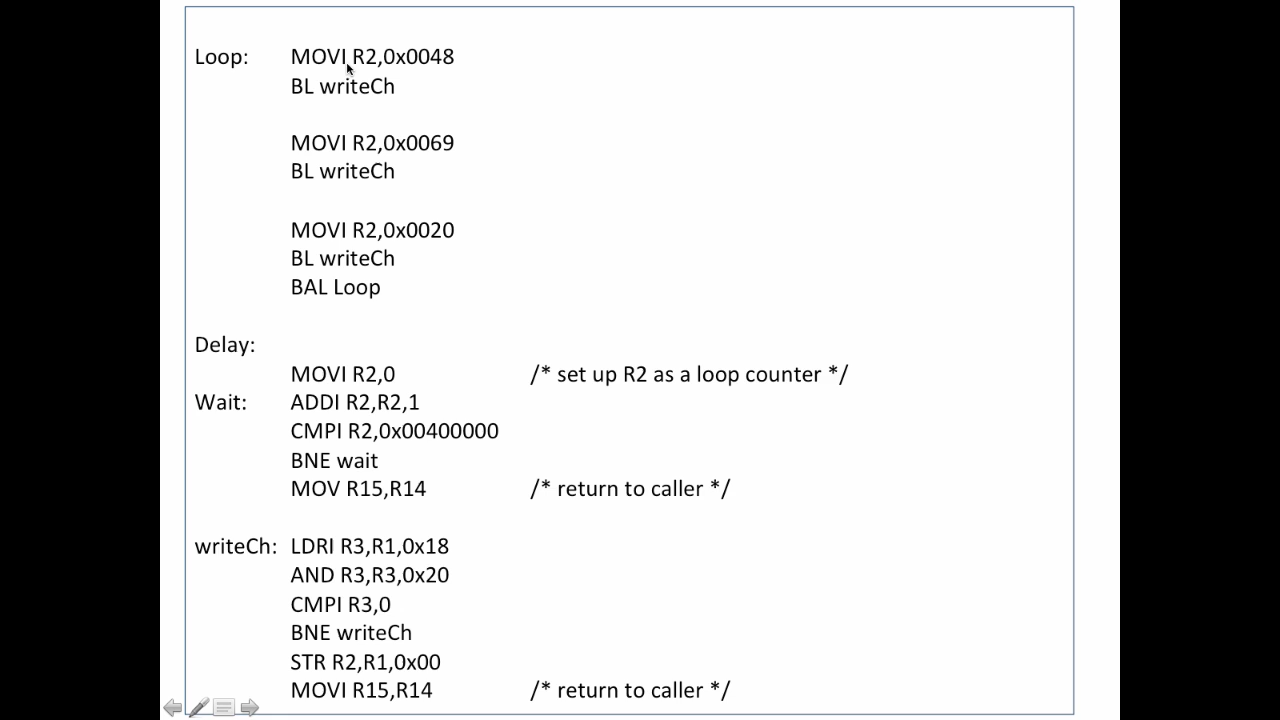 Loop: MOVI R2,0x0048
BL writeCh
MOVI R2,0x0069
BL writeCh
MOVI R2,0x0020
BL writeCh
BAL Loop
Delay:
MOVI R2,0 /* set up R2 as a loop counter */
Wait: ADDI R2,R2,1
CMPI R2,0x00400000
BNE wait
MOV R15,R14 /* return to caller */
writeCh: LDRI R3,R1,0x18
AND R3,R3,0x20
CMPI R3,0
BNE writeCh
STR R2,R1,0x00
MOVI R15,R14 /* return to caller */